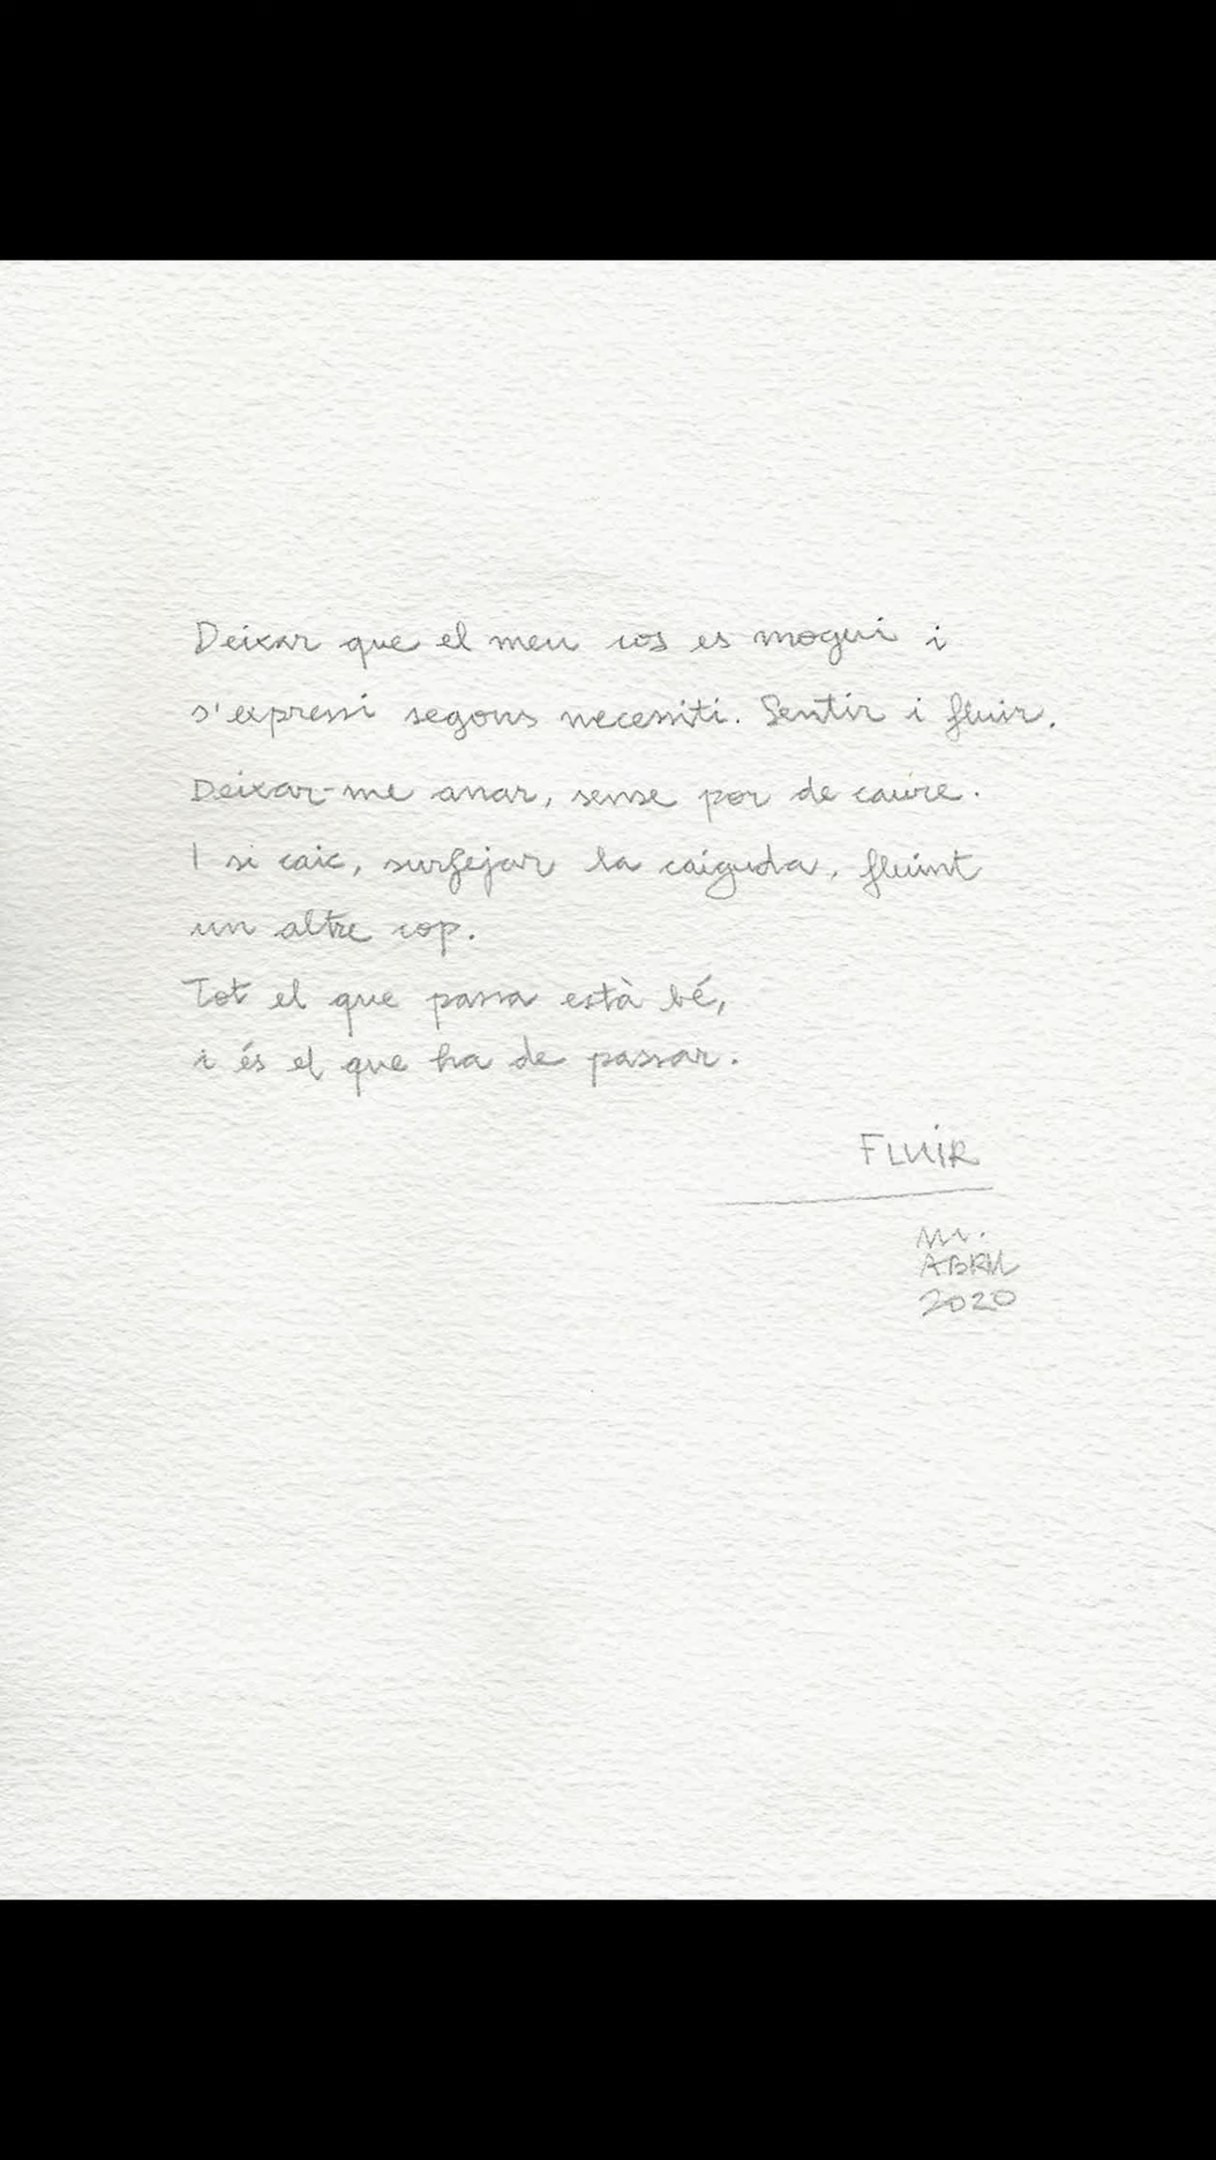 Deixar que el meu cos es mogui i
s'expressi segons necessiti. Sentir i fluir.
Deixar-me anar, sense por de caure.
I si caic, surfejar la caiguda, fluint
un altre cop.
Tot el que passa està bé,
i és el que ha de passar.
FLUIR
ABRIL
2020